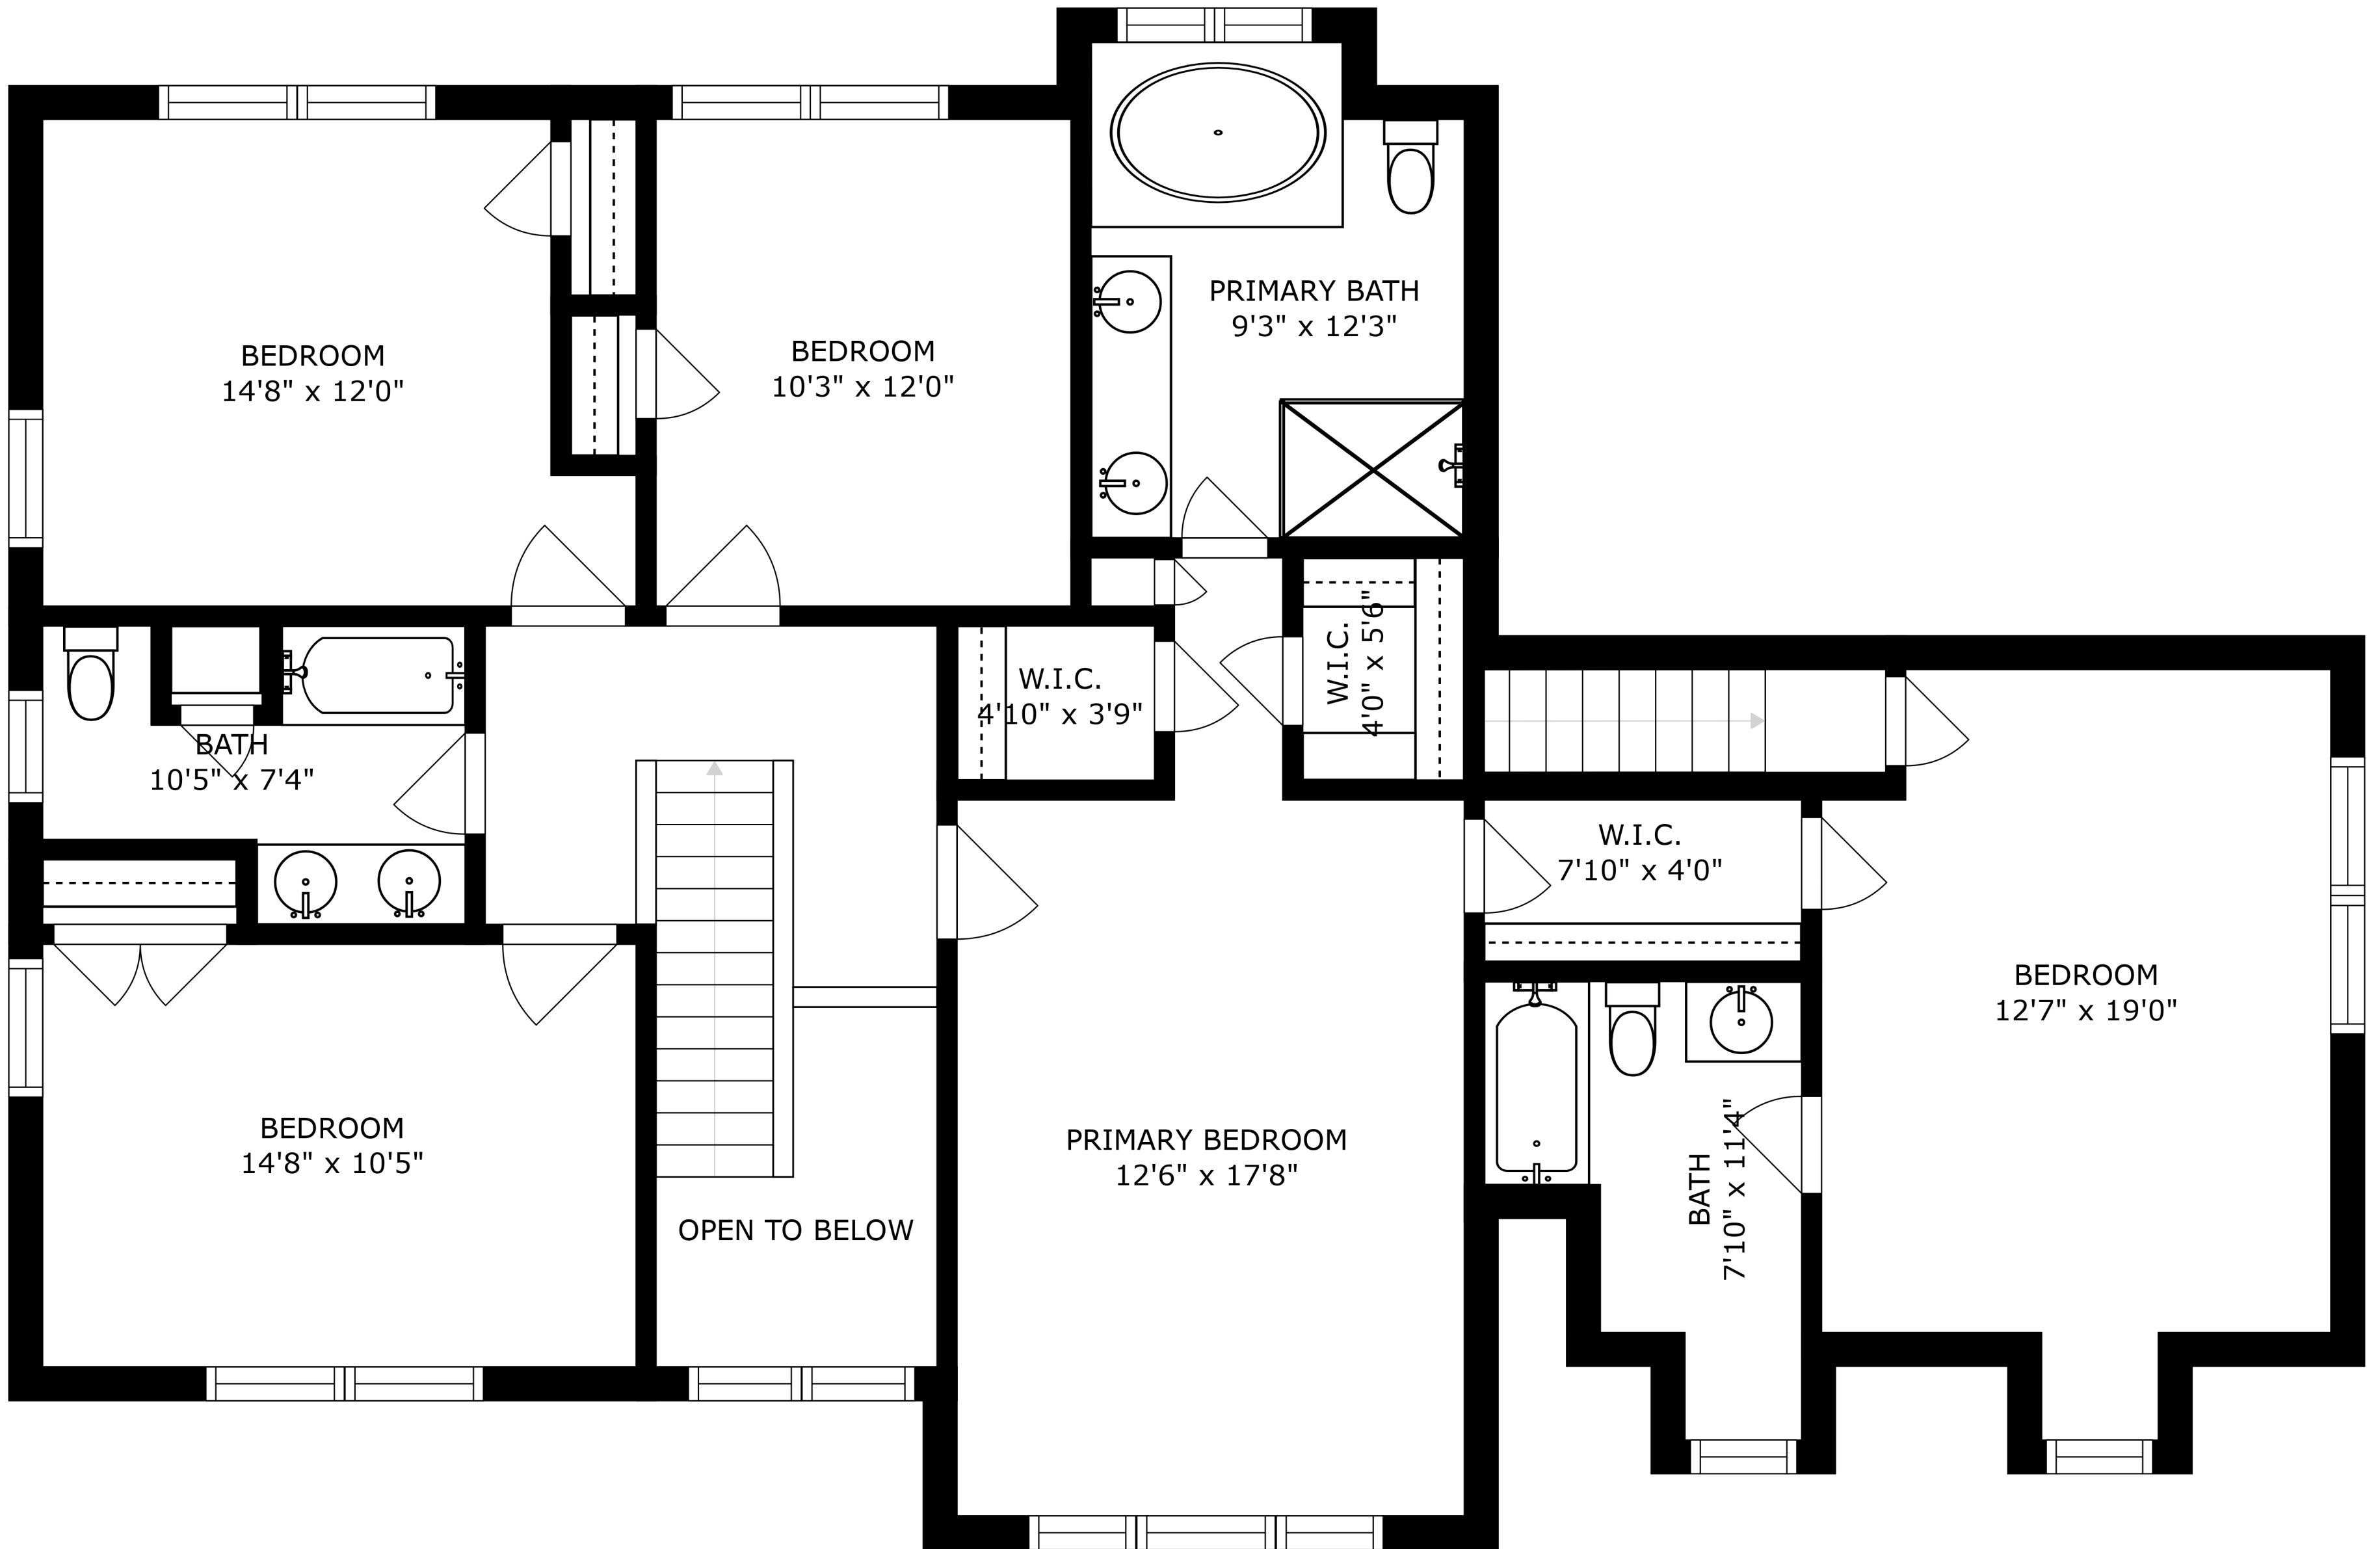 PRIMARY BATH
9'3" x 12'3"
BEDROOM
14'8" x 12'0"
BEDROOM
10'3" x 12'0"
W.I.C.
4'10" x 3'9"
W.I.C.
4'0" x 5'6"
BATH
10'5" x 7'4"
W.I.C.
7'10" x 4'0"
BEDROOM
12'7" x 19'0"
BEDROOM
14'8" x 10'5"
PRIMARY BEDROOM
12'6" x 17'8"
BATH
7'10" x 11'4"
OPEN TO BELOW